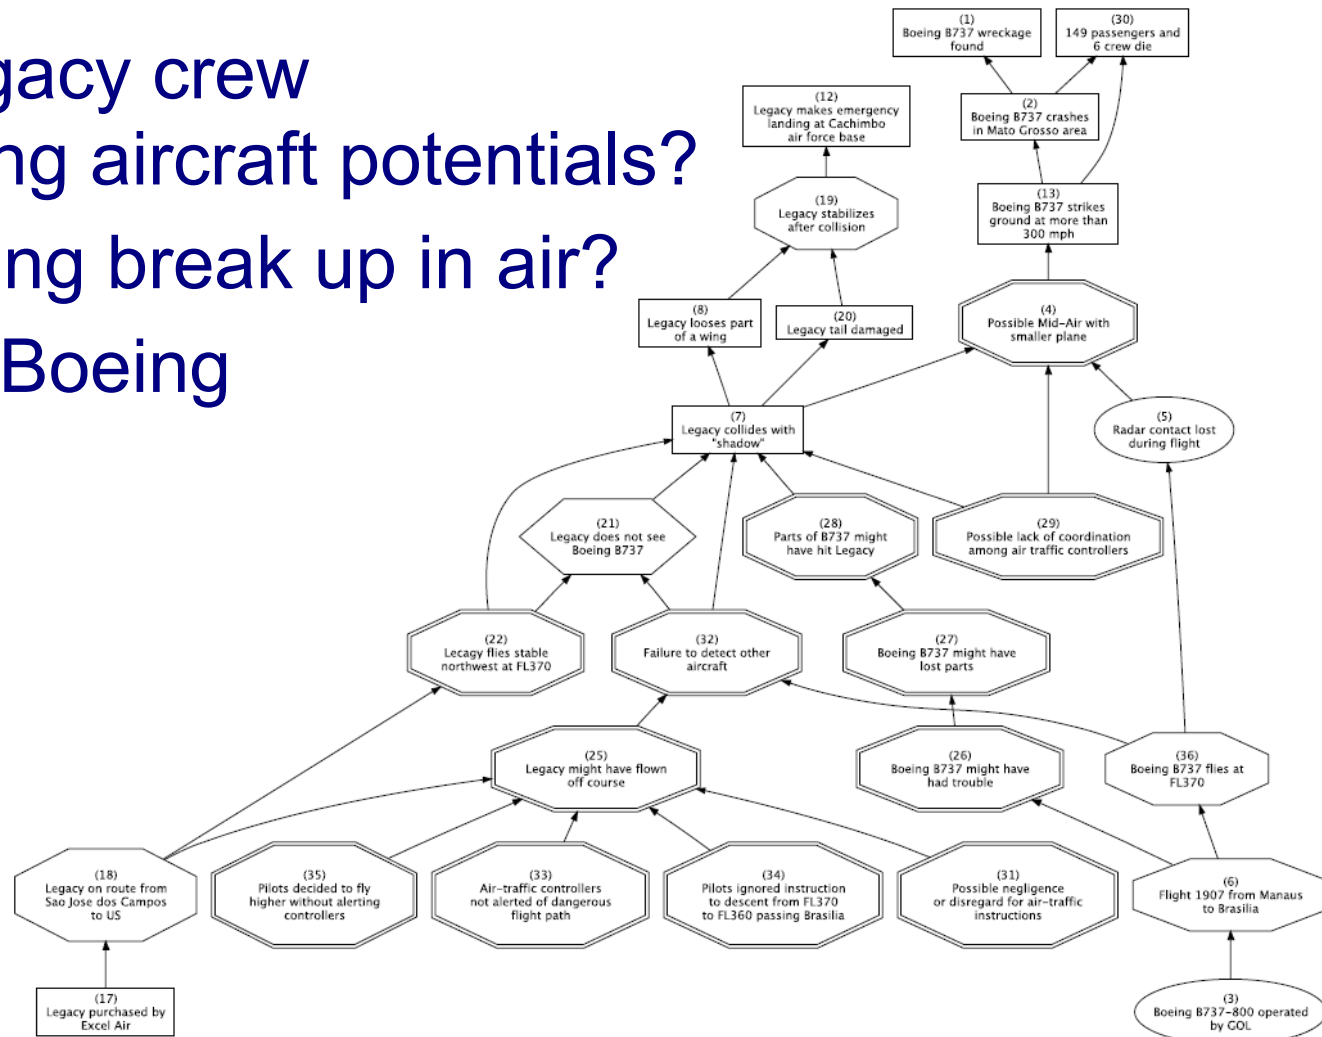 gacy crew
ng aircraft potentials?
ing break up in air?
Boeing
(1)
Boeing B737 wreckage
found
(30)
149 passengers and
6 crew die
(12)
Legacy makes emergency
landing at Cachimbo
air force base
(2)
Boeing B737 crashes
in Mato Grosso area
(19)
Legacy stabilizes
after collision
(13)
Boeing B737 strikes
ground at more than
300 mph
(8)
Legacy looses part
of a wing
(20)
Legacy tail damaged
(4)
Possible Mid-Air with
smaller plane
(7)
Legacy collides with
"shadow"
(5)
Radar contact lost
during flight
(21)
Legacy does not see
Boeing B737
(28)
Parts of B737 might
have hit Legacy
(29)
Possible lack of coordination
among air traffic controllers
(22)
Lecagy flies stable
northwest at FL370
(32)
Failure to detect other
aircraft
(27)
Boeing B737 might have
lost parts
(25)
Legacy might have flown
off course
(26)
Boeing B737 might have
had trouble
(36)
Boeing B737 flies at
FL370
(18)
Legacy on route from
Sao Jose dos Campos
to US
(35)
Pilots decided to fly
higher without alerting
controllers
(33)
Air-traffic controllers
not alerted of dangerous
flight path
(34)
Pilots ignored instruction
to descent from FL370
to FL360 passing Brasilia
(31)
Possible negligence
or disregard for air-traffic
instructions
(6)
Flight 1907 from Manaus
to Brasilia
(17)
Legacy purchased by
Excel Air
(3)
Boeing B737-800 operated
by GOL